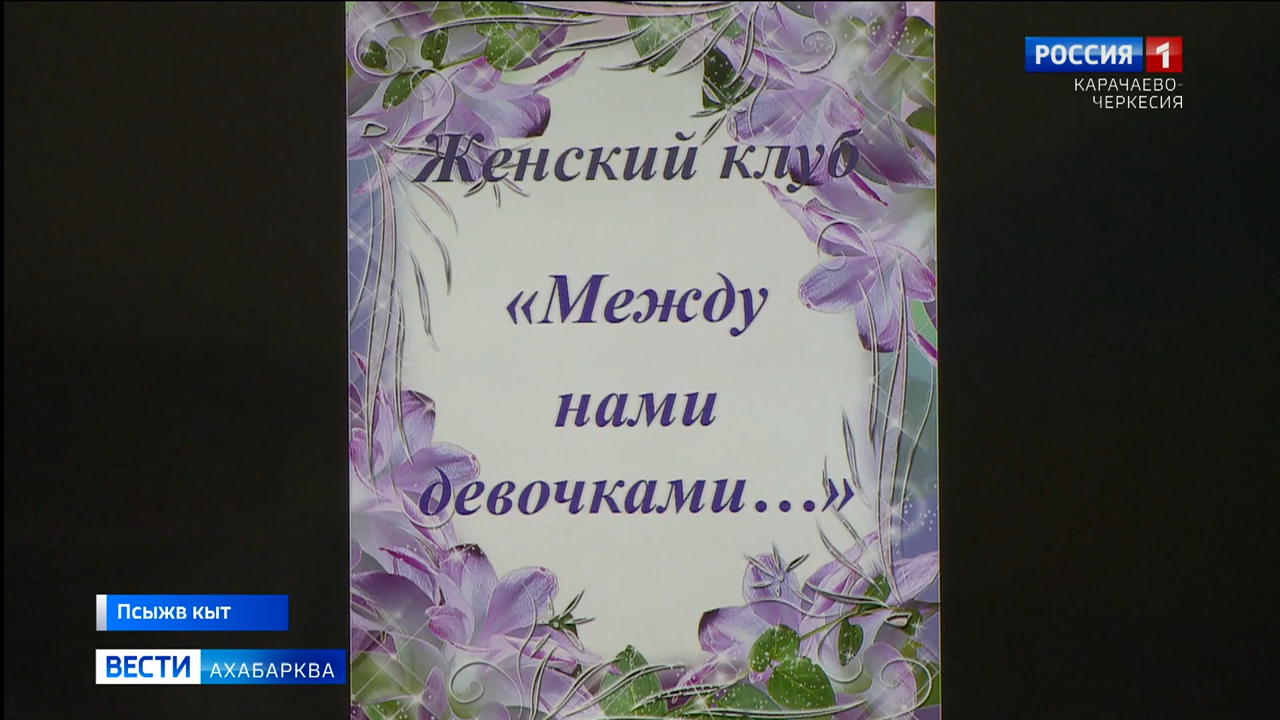 РОССИЯ 1
КАРАЧАЕВО-
ЧЕРКЕСИЯ
Женский клуб
«Между
нами
девочками...»
Псыжв кыт
ВЕСТИ АХАБАРКВА